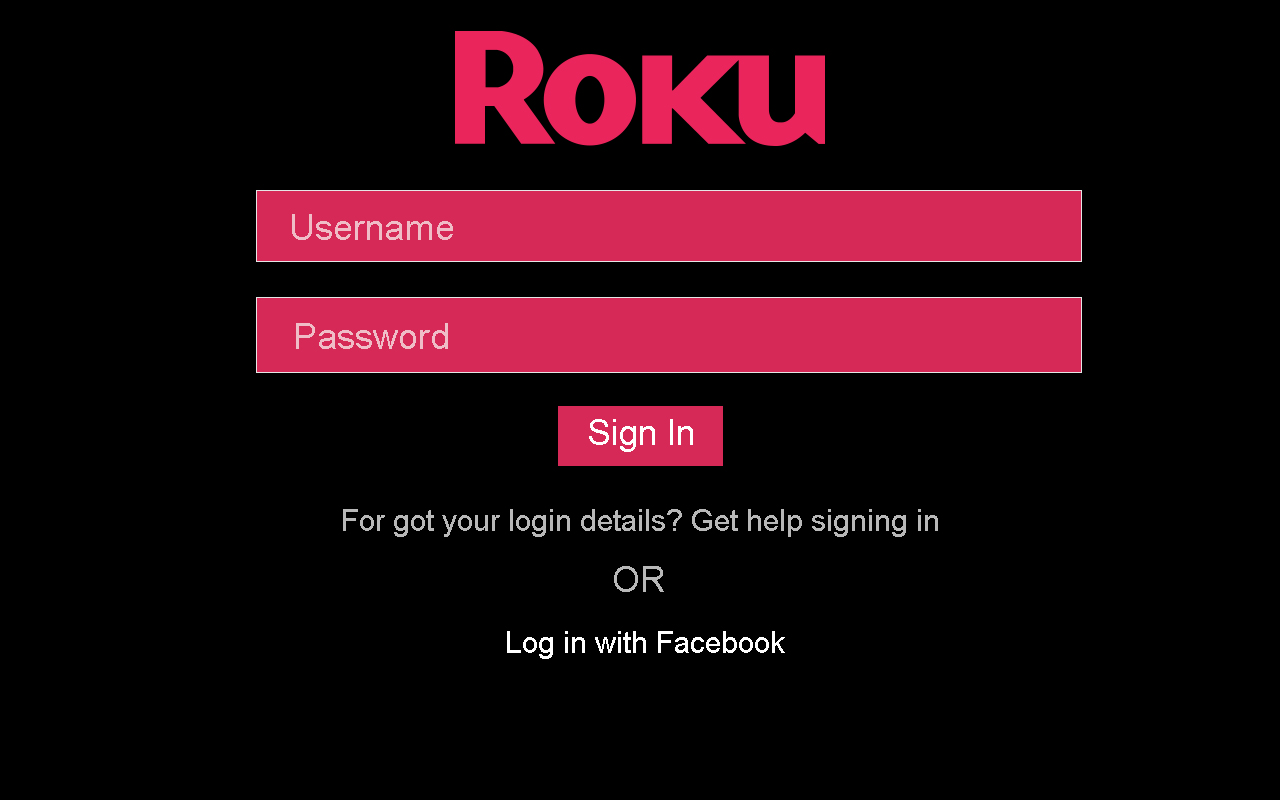 Roku
Username
Password
Sign In
For got your login details? Get help signing in
OR
Log in with Facebook